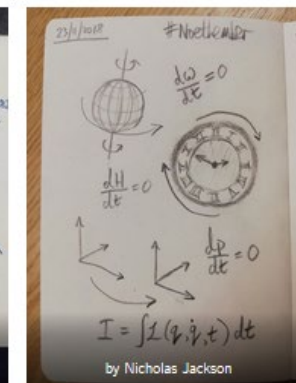 23/11/2018
#Noethember
dω/dt = 0
dH/dt = 0
dp/dt = 0
I = ∫L(q, q̇, t) dt
by Nicholas Jackson